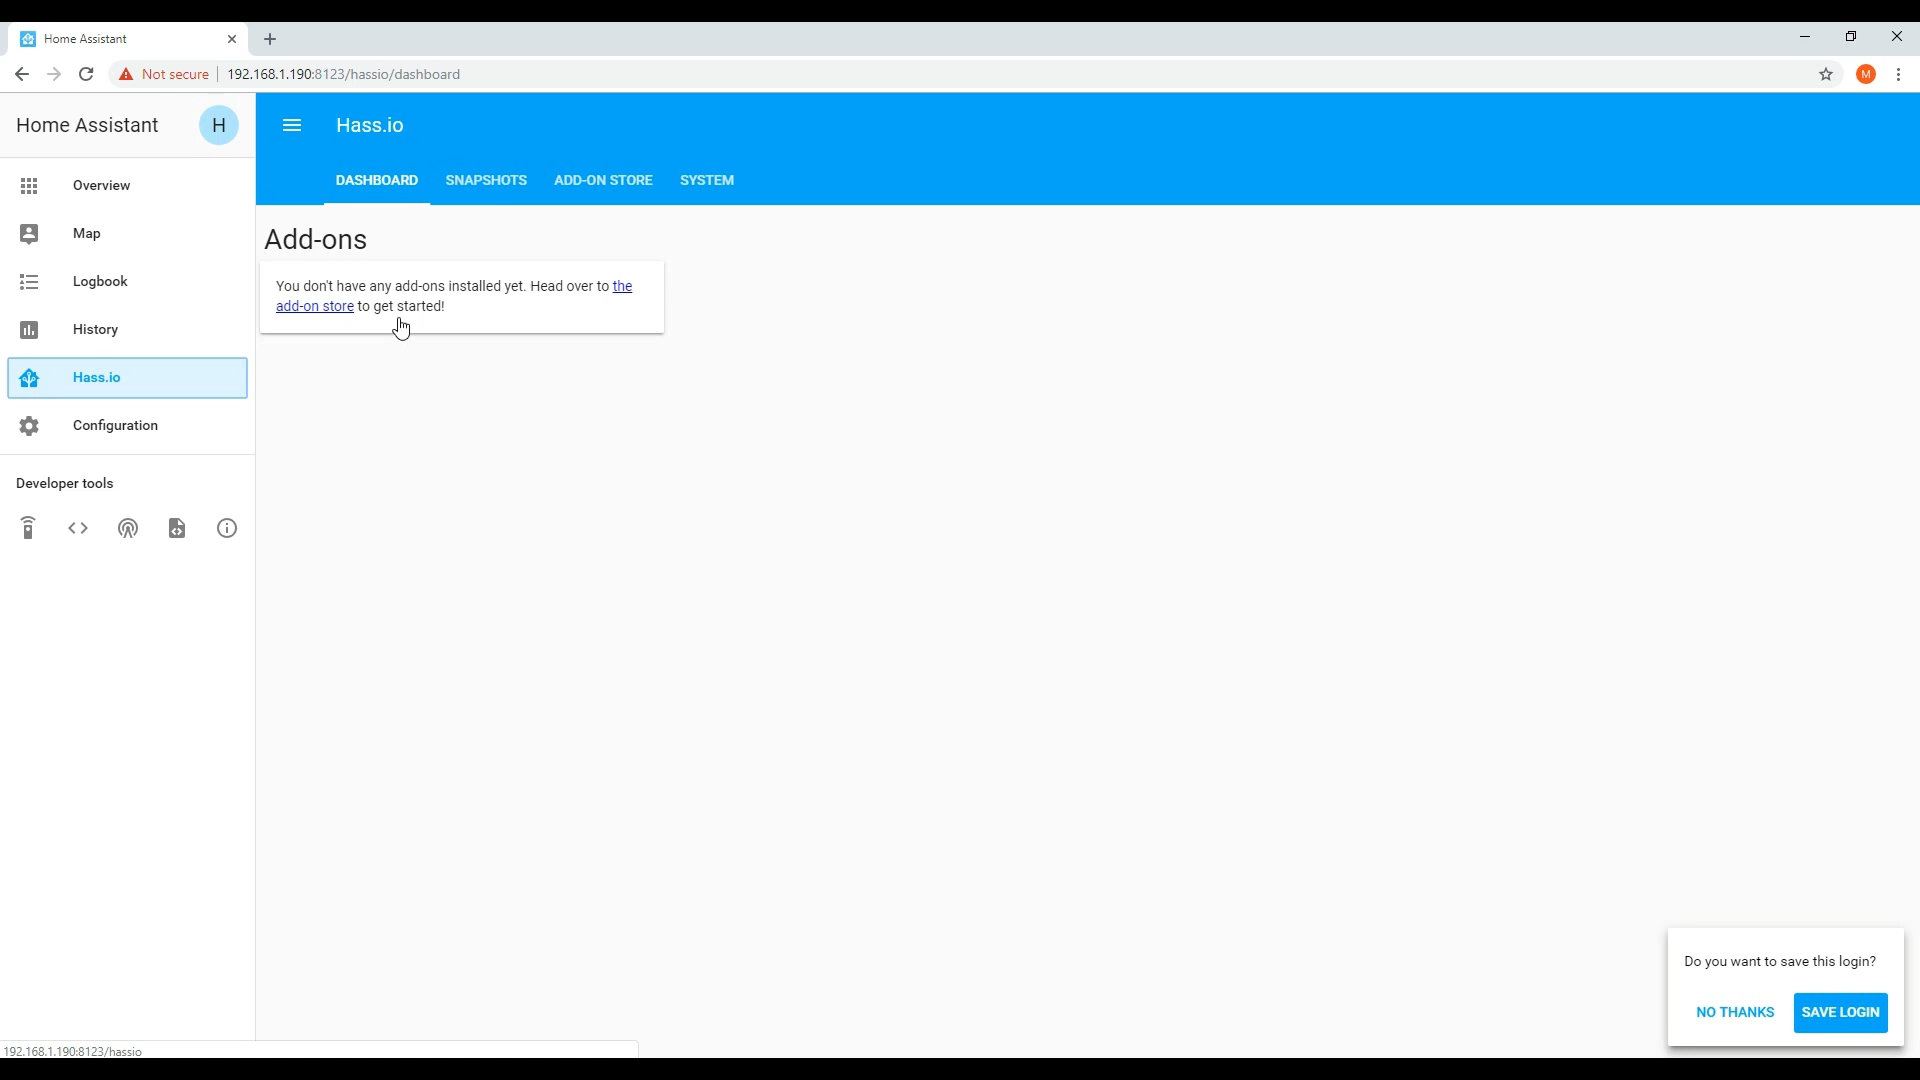 Home Assistant
Not secure
192.168.1.190:8123/hassio/dashboard
M
Home Assistant
H
Hass.io
DASHBOARD
SNAPSHOTS
ADD-ON STORE
SYSTEM
Overview
Map
Logbook
History
Hass.io
Configuration
Developer tools
Add-ons
You don't have any add-ons installed yet. Head over to the
add-on store to get started!
Do you want to save this login?
NO THANKS
SAVE LOGIN
192.168.1.190:8123/hassio